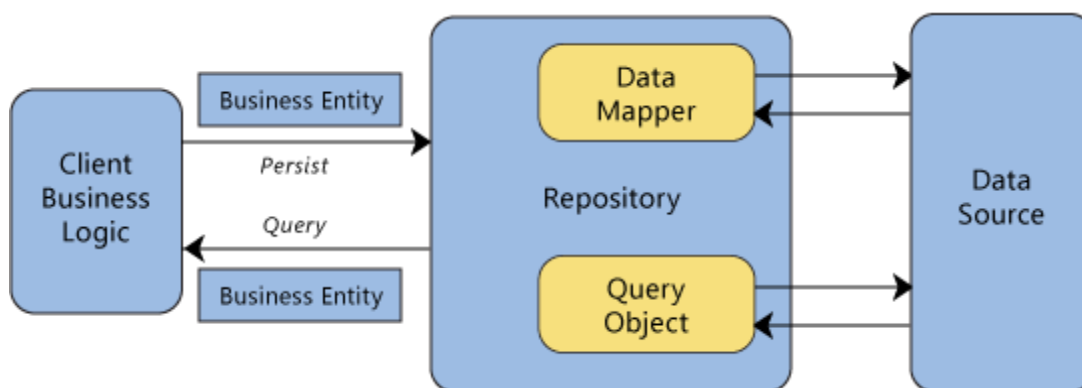 Client
Business
Logic
Business Entity
Persist
Query
Business Entity
Data
Mapper
Repository
Query
Object
Data
Source